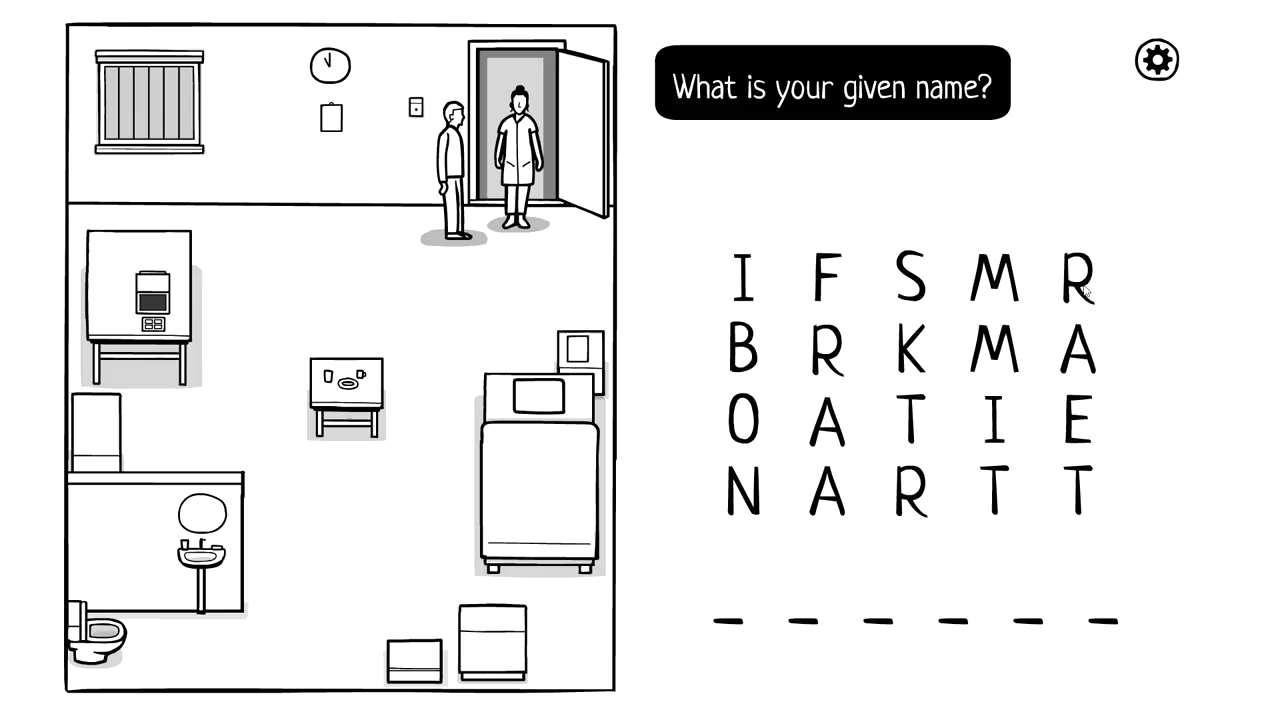 What is your given name?
I F S M R
B R K M A
O A T I E
N A R T T